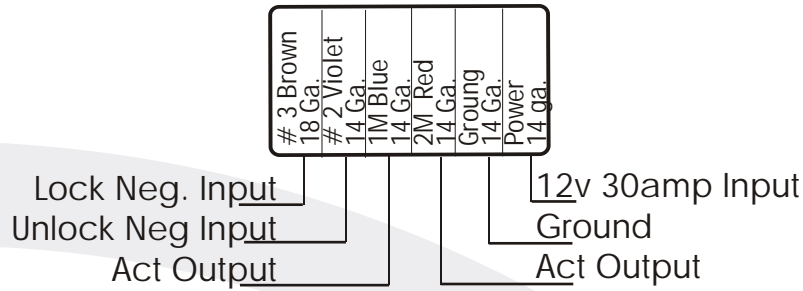 # 3 Brown
18 Ga.
# 2 Violet
14 Ga.
1M Blue
14 Ga.
2M Red
14 Ga.
Groung
14 Ga.
Power
14 ga.
Lock Neg. Input
12v 30amp Input
Unlock Neg Input
Ground
Act Output
Act Output